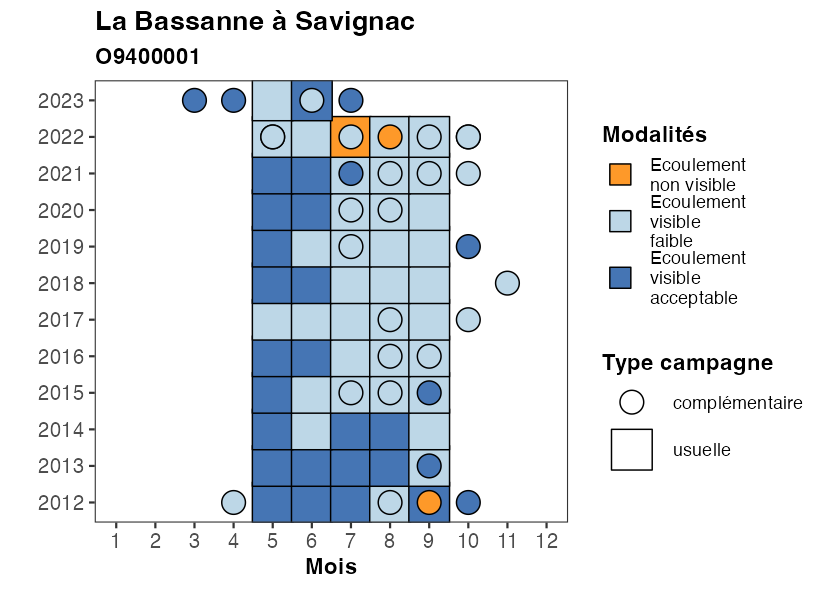 La Bassanne à Savignac
O9400001
2023
2022
2021
2020
2019
2018
2017
2016
2015
2014
2013
2012
1 2 3 4 5 6 7 8 9 10 11 12
Mois
Modalités
Ecoulement
non visible
Ecoulement
visible
faible
Ecoulement
visible
acceptable
Type campagne
complémentaire
usuelle